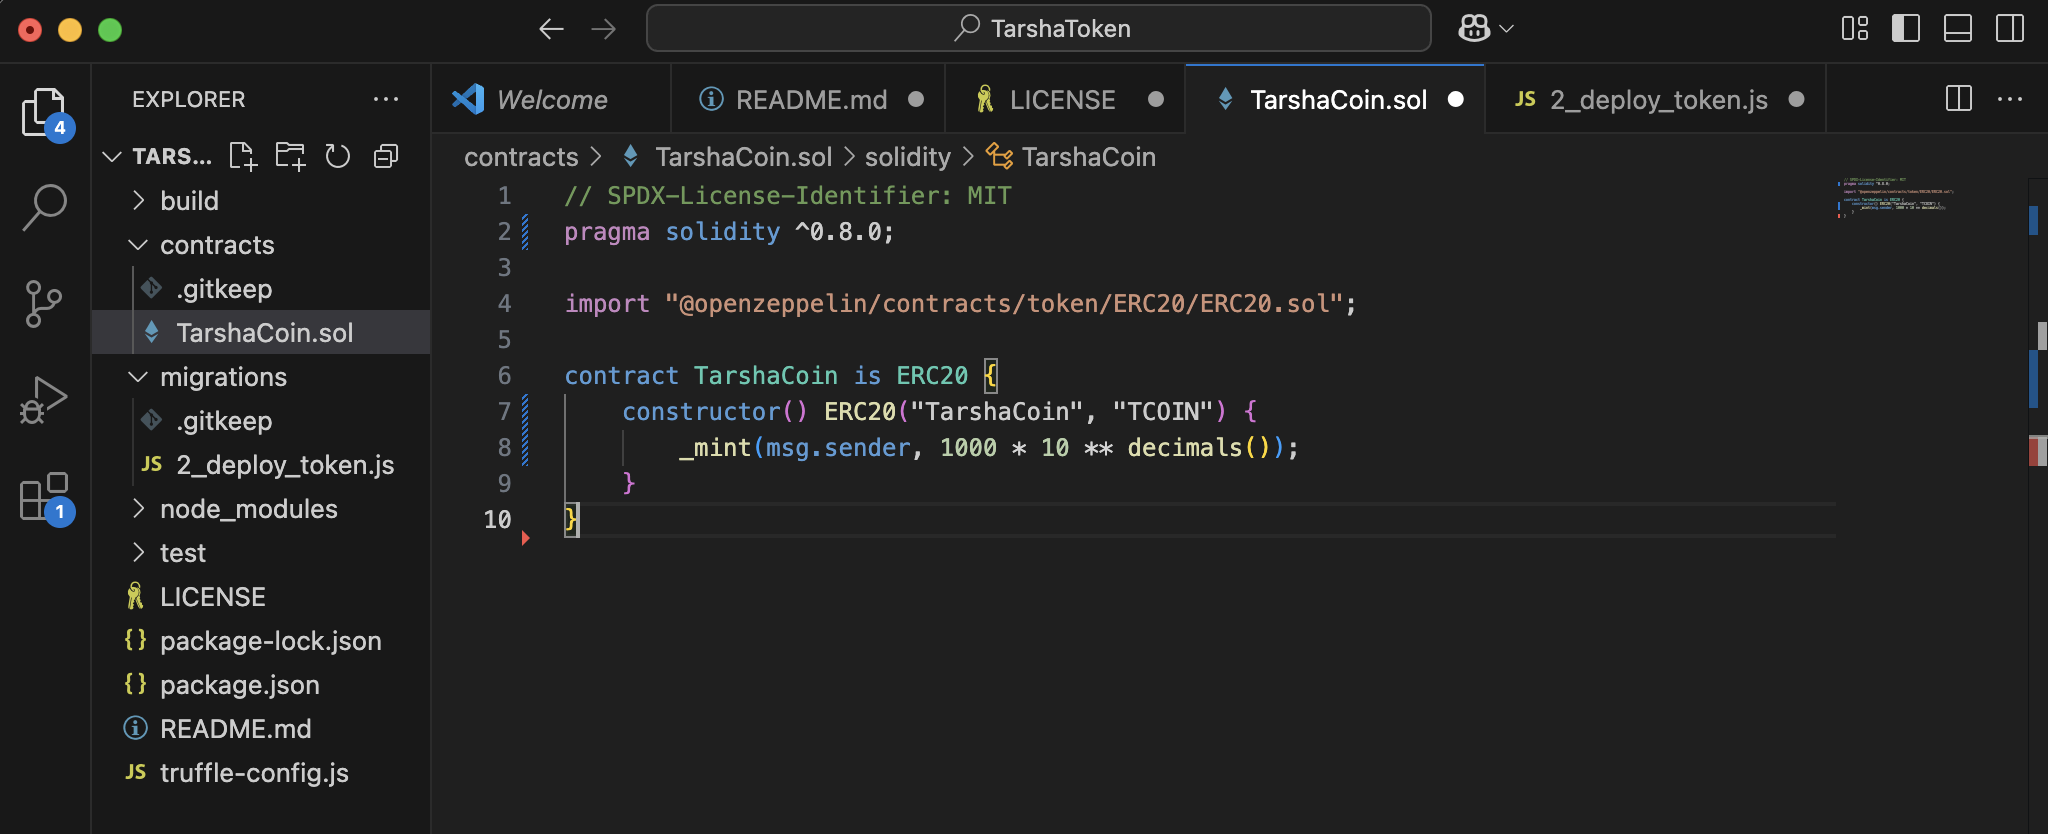 TarshaToken
EXPLORER
Welcome
README.md
LICENSE
TarshaCoin.sol
JS 2_deploy_token.js
4
TARS...
contracts > TarshaCoin.sol > solidity > TarshaCoin
build
contracts
.gitkeep
TarshaCoin.sol
migrations
.gitkeep
JS 2_deploy_token.js
1
node_modules
test
LICENSE
{} package-lock.json
{} package.json
README.md
JS truffle-config.js
1 // SPDX-License-Identifier: MIT
2 pragma solidity ^0.8.0;
3
4 import "@openzeppelin/contracts/token/ERC20/ERC20.sol";
5
6 contract TarshaCoin is ERC20 {
7 constructor() ERC20("TarshaCoin", "TCOIN") {
8 _mint(msg.sender, 1000 * 10 ** decimals());
9 }
10 }